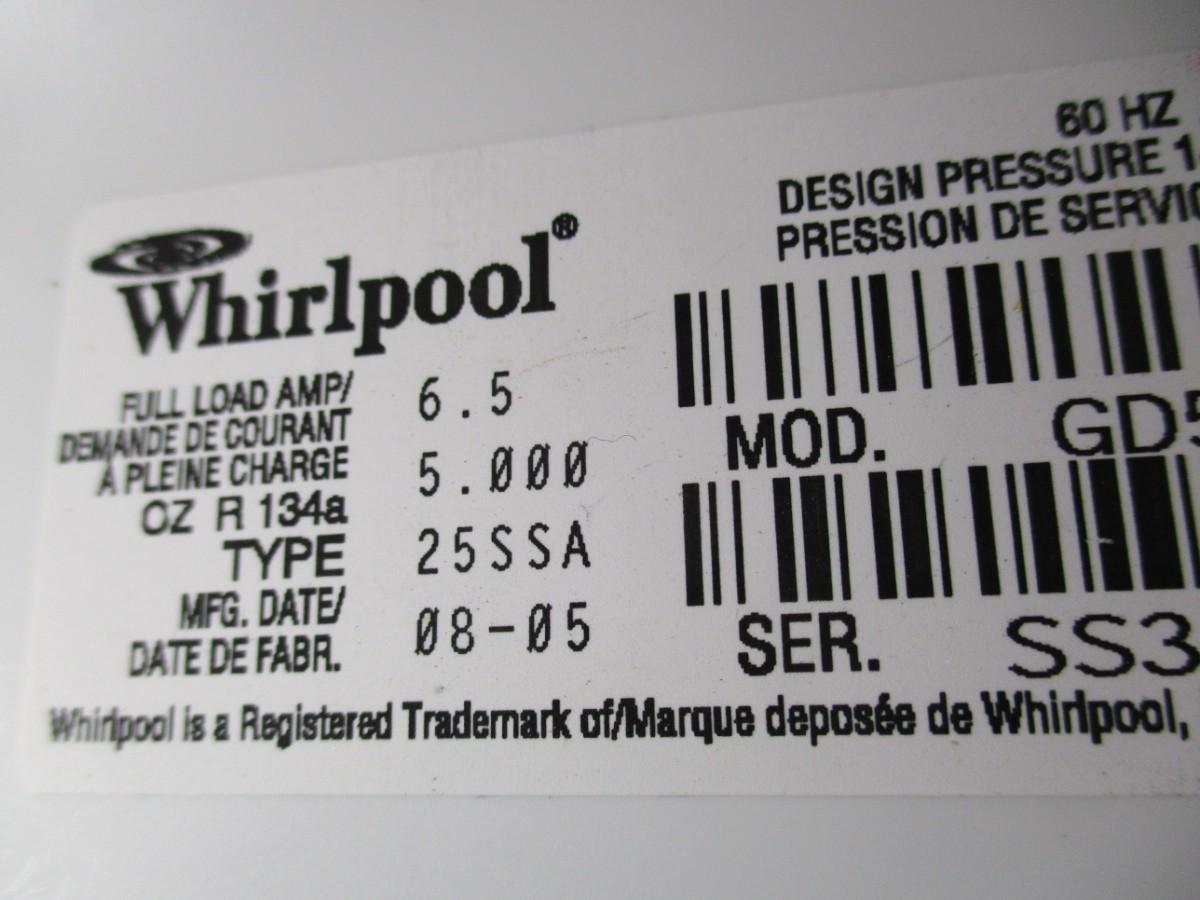 60 HZ
DESIGN PRESSURE
PRESSION DE
Whirlpool®
FULL LOAD AMP/ 6.5
DEMANDE DE COURANT
À PLEINE CHARGE
OZ R 134a 5.000
TYPE 25SSA
MFG. DATE/ 08-05
DATE DE FABR.
MOD. GD5
SER. SS3
Whirlpool is a Registered Trademark of/Marque deposée de Whirlpool,